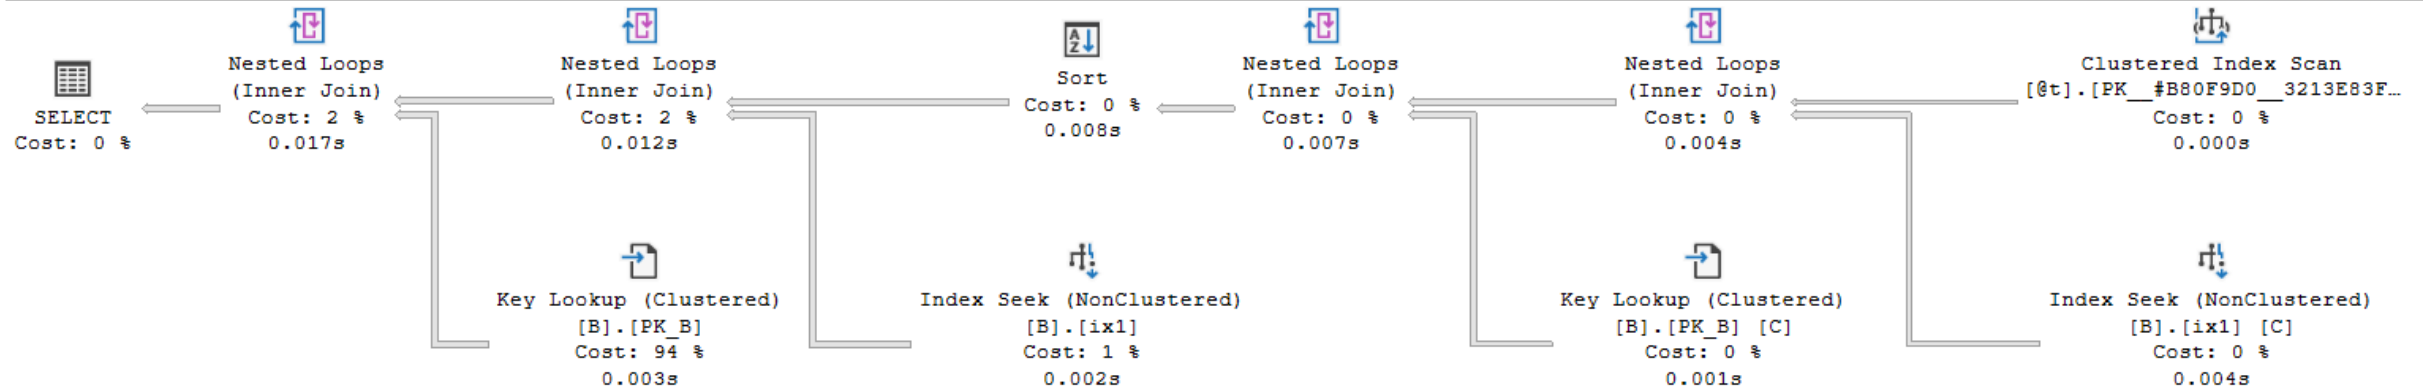 SELECT
Cost: 0 %
Nested Loops
(Inner Join)
Cost: 2 %
0.017s
Nested Loops
(Inner Join)
Cost: 2 %
0.012s
A
Z
Sort
Cost: 0 %
0.008s
Nested Loops
(Inner Join)
Cost: 0 %
0.007s
Nested Loops
(Inner Join)
Cost: 0 %
0.004s
Clustered Index Scan
[@t].[PK__#B80F9D0__3213E83F…
Cost: 0 %
0.000s
Key Lookup (Clustered)
[B].[PK_B]
Cost: 94 %
0.003s
Index Seek (NonClustered)
[B].[ix1]
Cost: 1 %
0.002s
Key Lookup (Clustered)
[B].[PK_B] [C]
Cost: 0 %
0.001s
Index Seek (NonClustered)
[B].[ix1] [C]
Cost: 0 %
0.004s